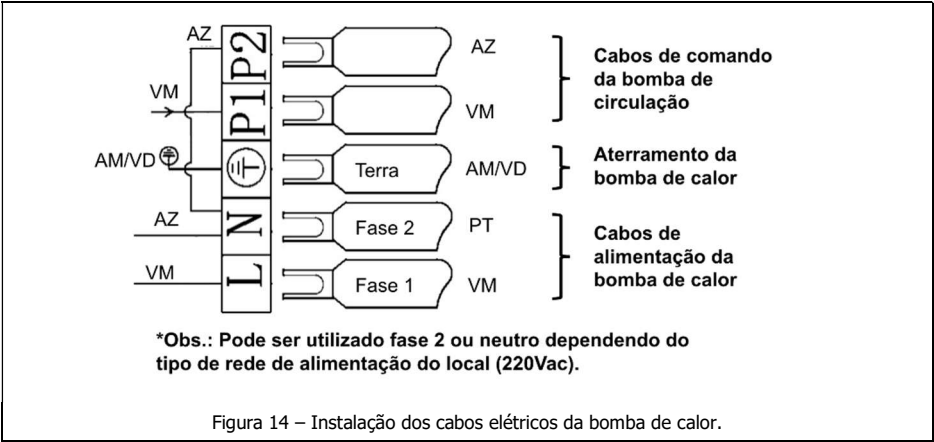 AZ P2 AZ
VM P1 VM
AM/VD Terra AM/VD
AZ N Fase 2 PT
VM L Fase 1 VM
Cabos de comando
da bomba de
circulação
Aterramento da
bomba de calor
Cabos de
alimentação da
bomba de calor
*Obs.: Pode ser utilizado fase 2 ou neutro dependendo do
tipo de rede de alimentação do local (220Vac).
Figura 14 – Instalação dos cabos elétricos da bomba de calor.